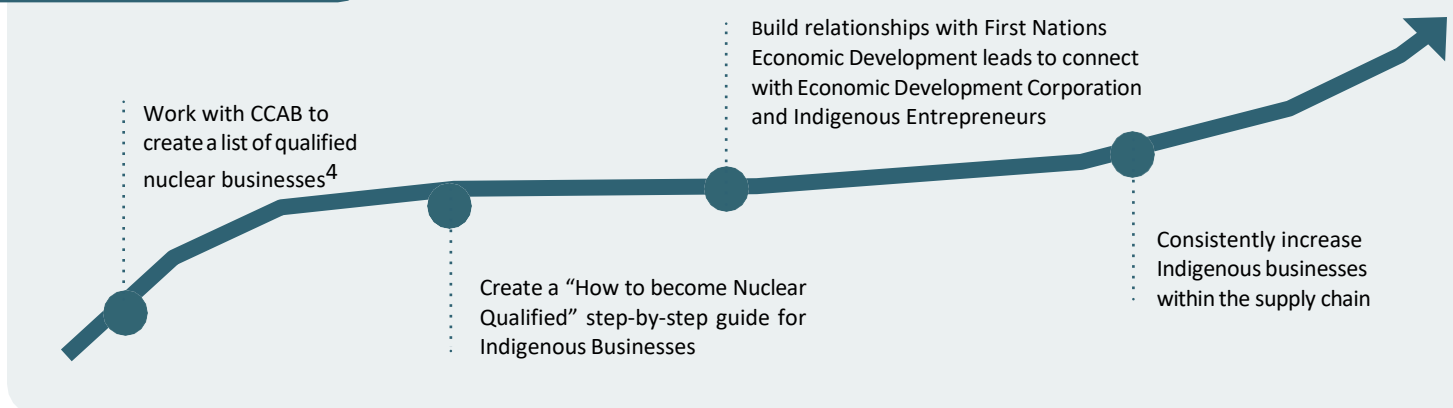 Work with CCAB to
create a list of qualified
nuclear businesses4
Create a “How to become Nuclear
Qualified” step-by-step guide for
Indigenous Businesses
Build relationships with First Nations
Economic Development leads to connect
with Economic Development Corporation
and Indigenous Entrepreneurs
Consistently increase
Indigenous businesses
within the supply chain